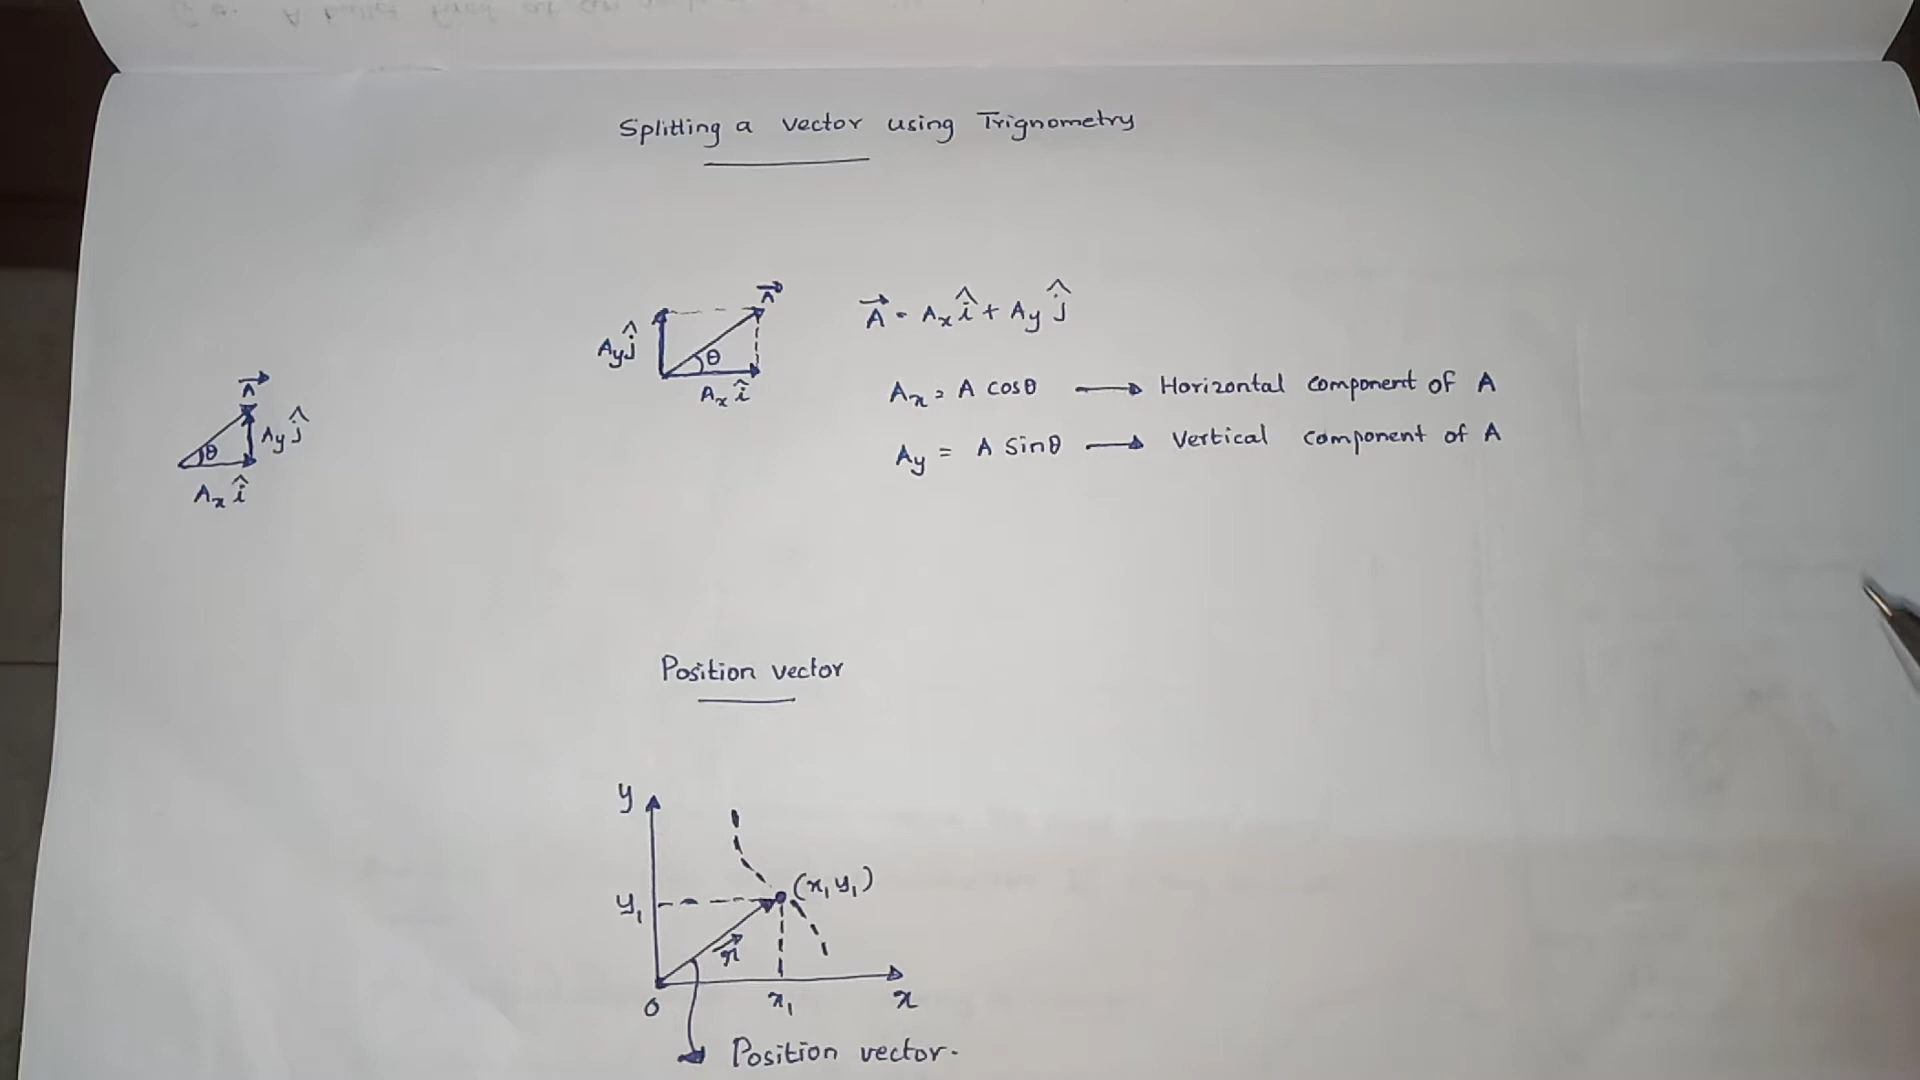 Splitting a vector using Trignometry
A⃗
A⃗ = Aₓî + Ay ĵ
Ay ĵ
θ
Aₓ î
Aₓ = A cosθ → Horizontal component of A
Ay = A Sinθ → Vertical component of A
A⃗
Ay ĵ
θ
Aₓ î
Position vector
y
(x₁ y₁)
y₁
r⃗
0
x₁
x
Position vector.